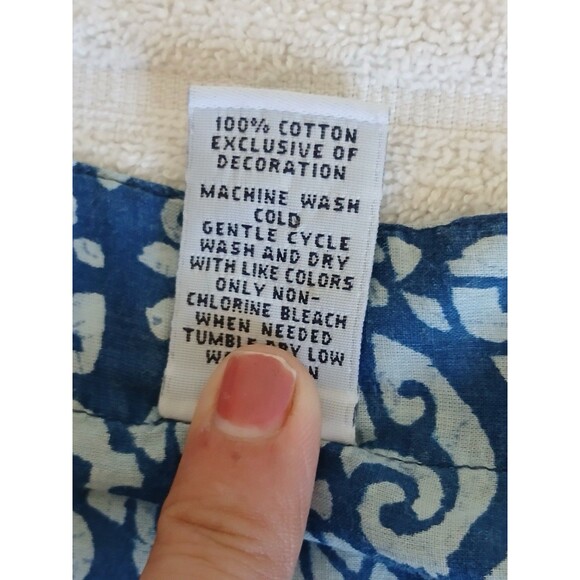 100% COTTON
EXCLUSIVE OF
DECORATION
MACHINE WASH
COLD
GENTLE CYCLE
WASH AND DRY
WITH LIKE COLORS
ONLY NON-
CHLORINE BLEACH
WHEN NEEDED
TUMBLE DRY LOW